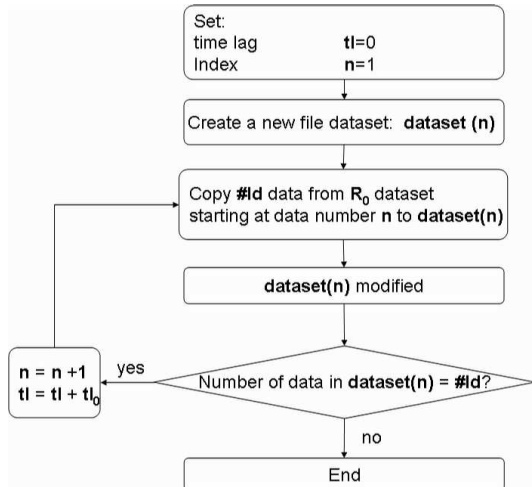 Set:
time lag tl=0
Index n=1
Create a new file dataset: dataset (n)
Copy #ld data from R0 dataset
starting at data number n to dataset(n)
dataset(n) modified
n = n +1
tl = tl + tl0
yes
Number of data in dataset(n) = #ld?
no
End